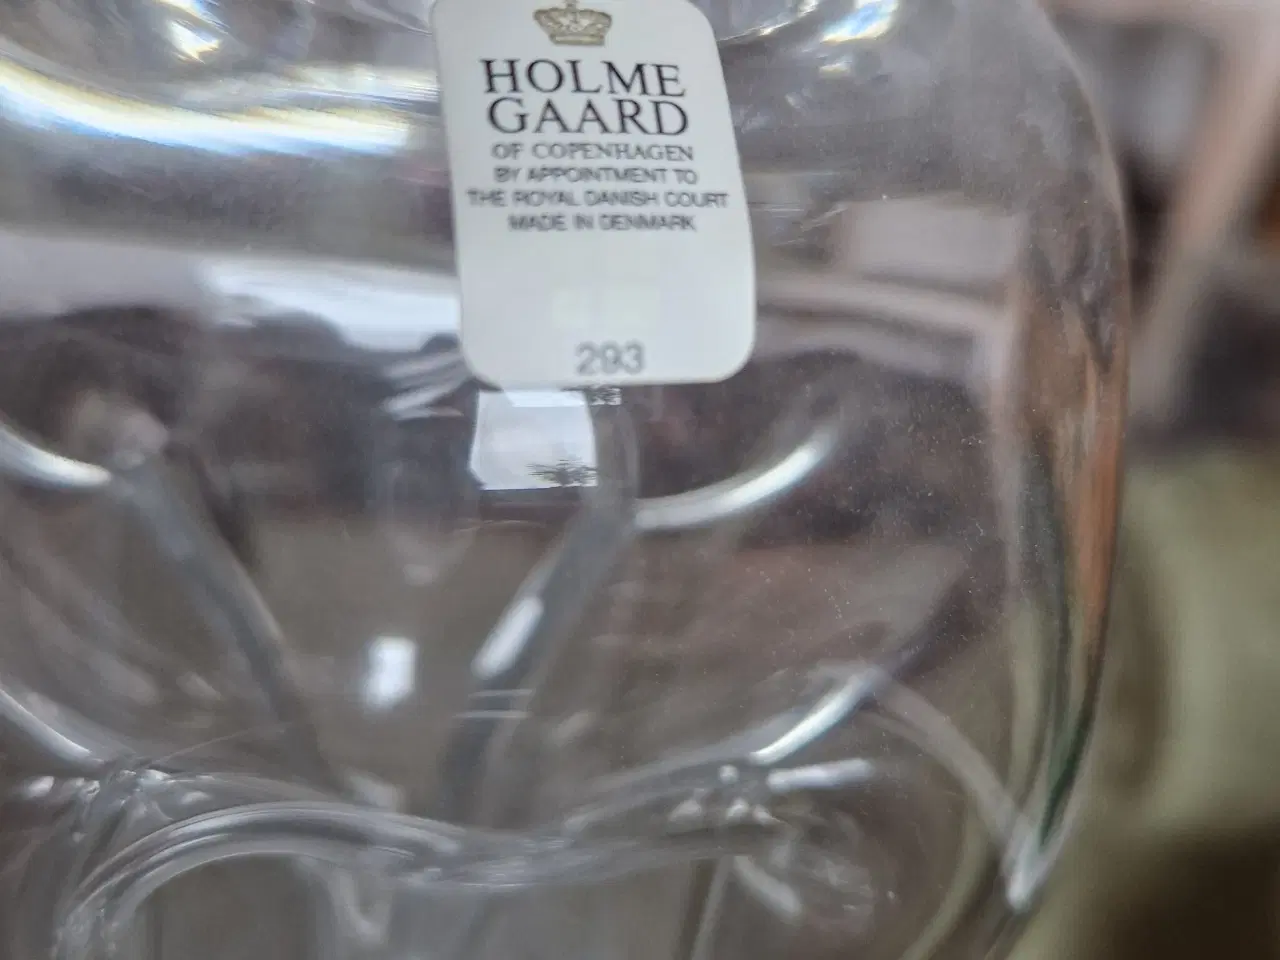 HOLME
GAARD
OF COPENHAGEN
BY APPOINTMENT TO
THE ROYAL DANISH COURT
MADE IN DENMARK
293